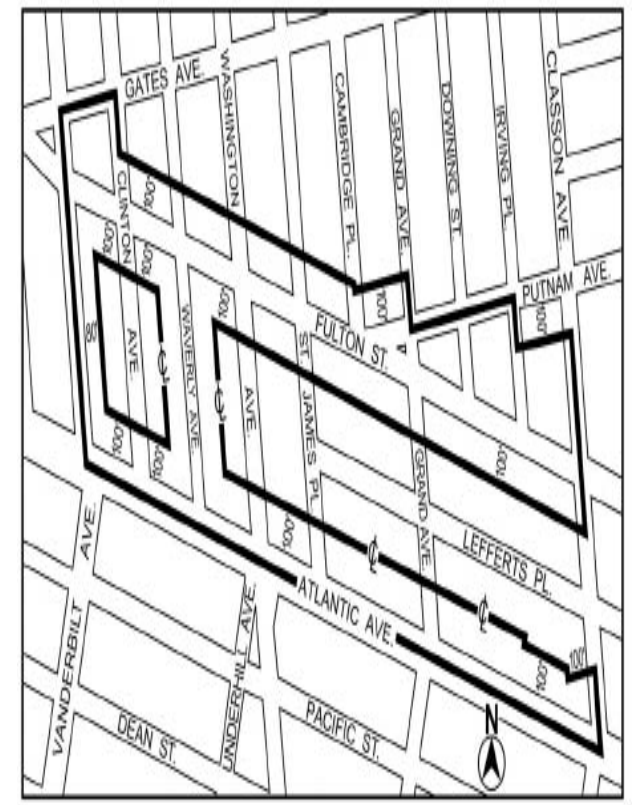 GATES AVE.
WASHINGTON
CAMBRIDGE PL.
GRAND AVE.
DOWNING ST.
IRVING PL.
CLASSON AVE.
CLINTON
100'
100'
100'
PUTNAM AVE.
100'
100'
80'
AVE.
WAVERLY AVE.
100'
FULTON ST.
AVE.
ST. JAMES PL.
100'
100'
100'
GRAND AVE.
LEFFERTS PL.
100'
℄
℄
℄
℄
100'
100'
100'
AVE.
ATLANTIC AVE.
VANDERBILT
UNDERHILL AVE.
DEAN ST.
PACIFIC ST.
N